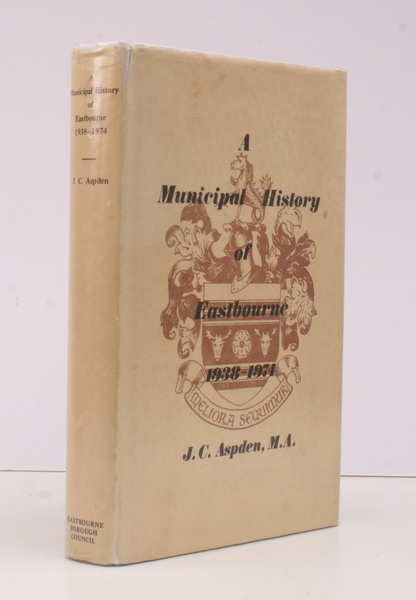 A
Municipal History
of
Eastbourne
1938-1974
J. C. Aspden
EASTBOURNE
BOROUGH
COUNCIL
A
Municipal History
of
Eastbourne
1938-1974
MELIORA SEQUIMUR
J. C. Aspden, M.A.